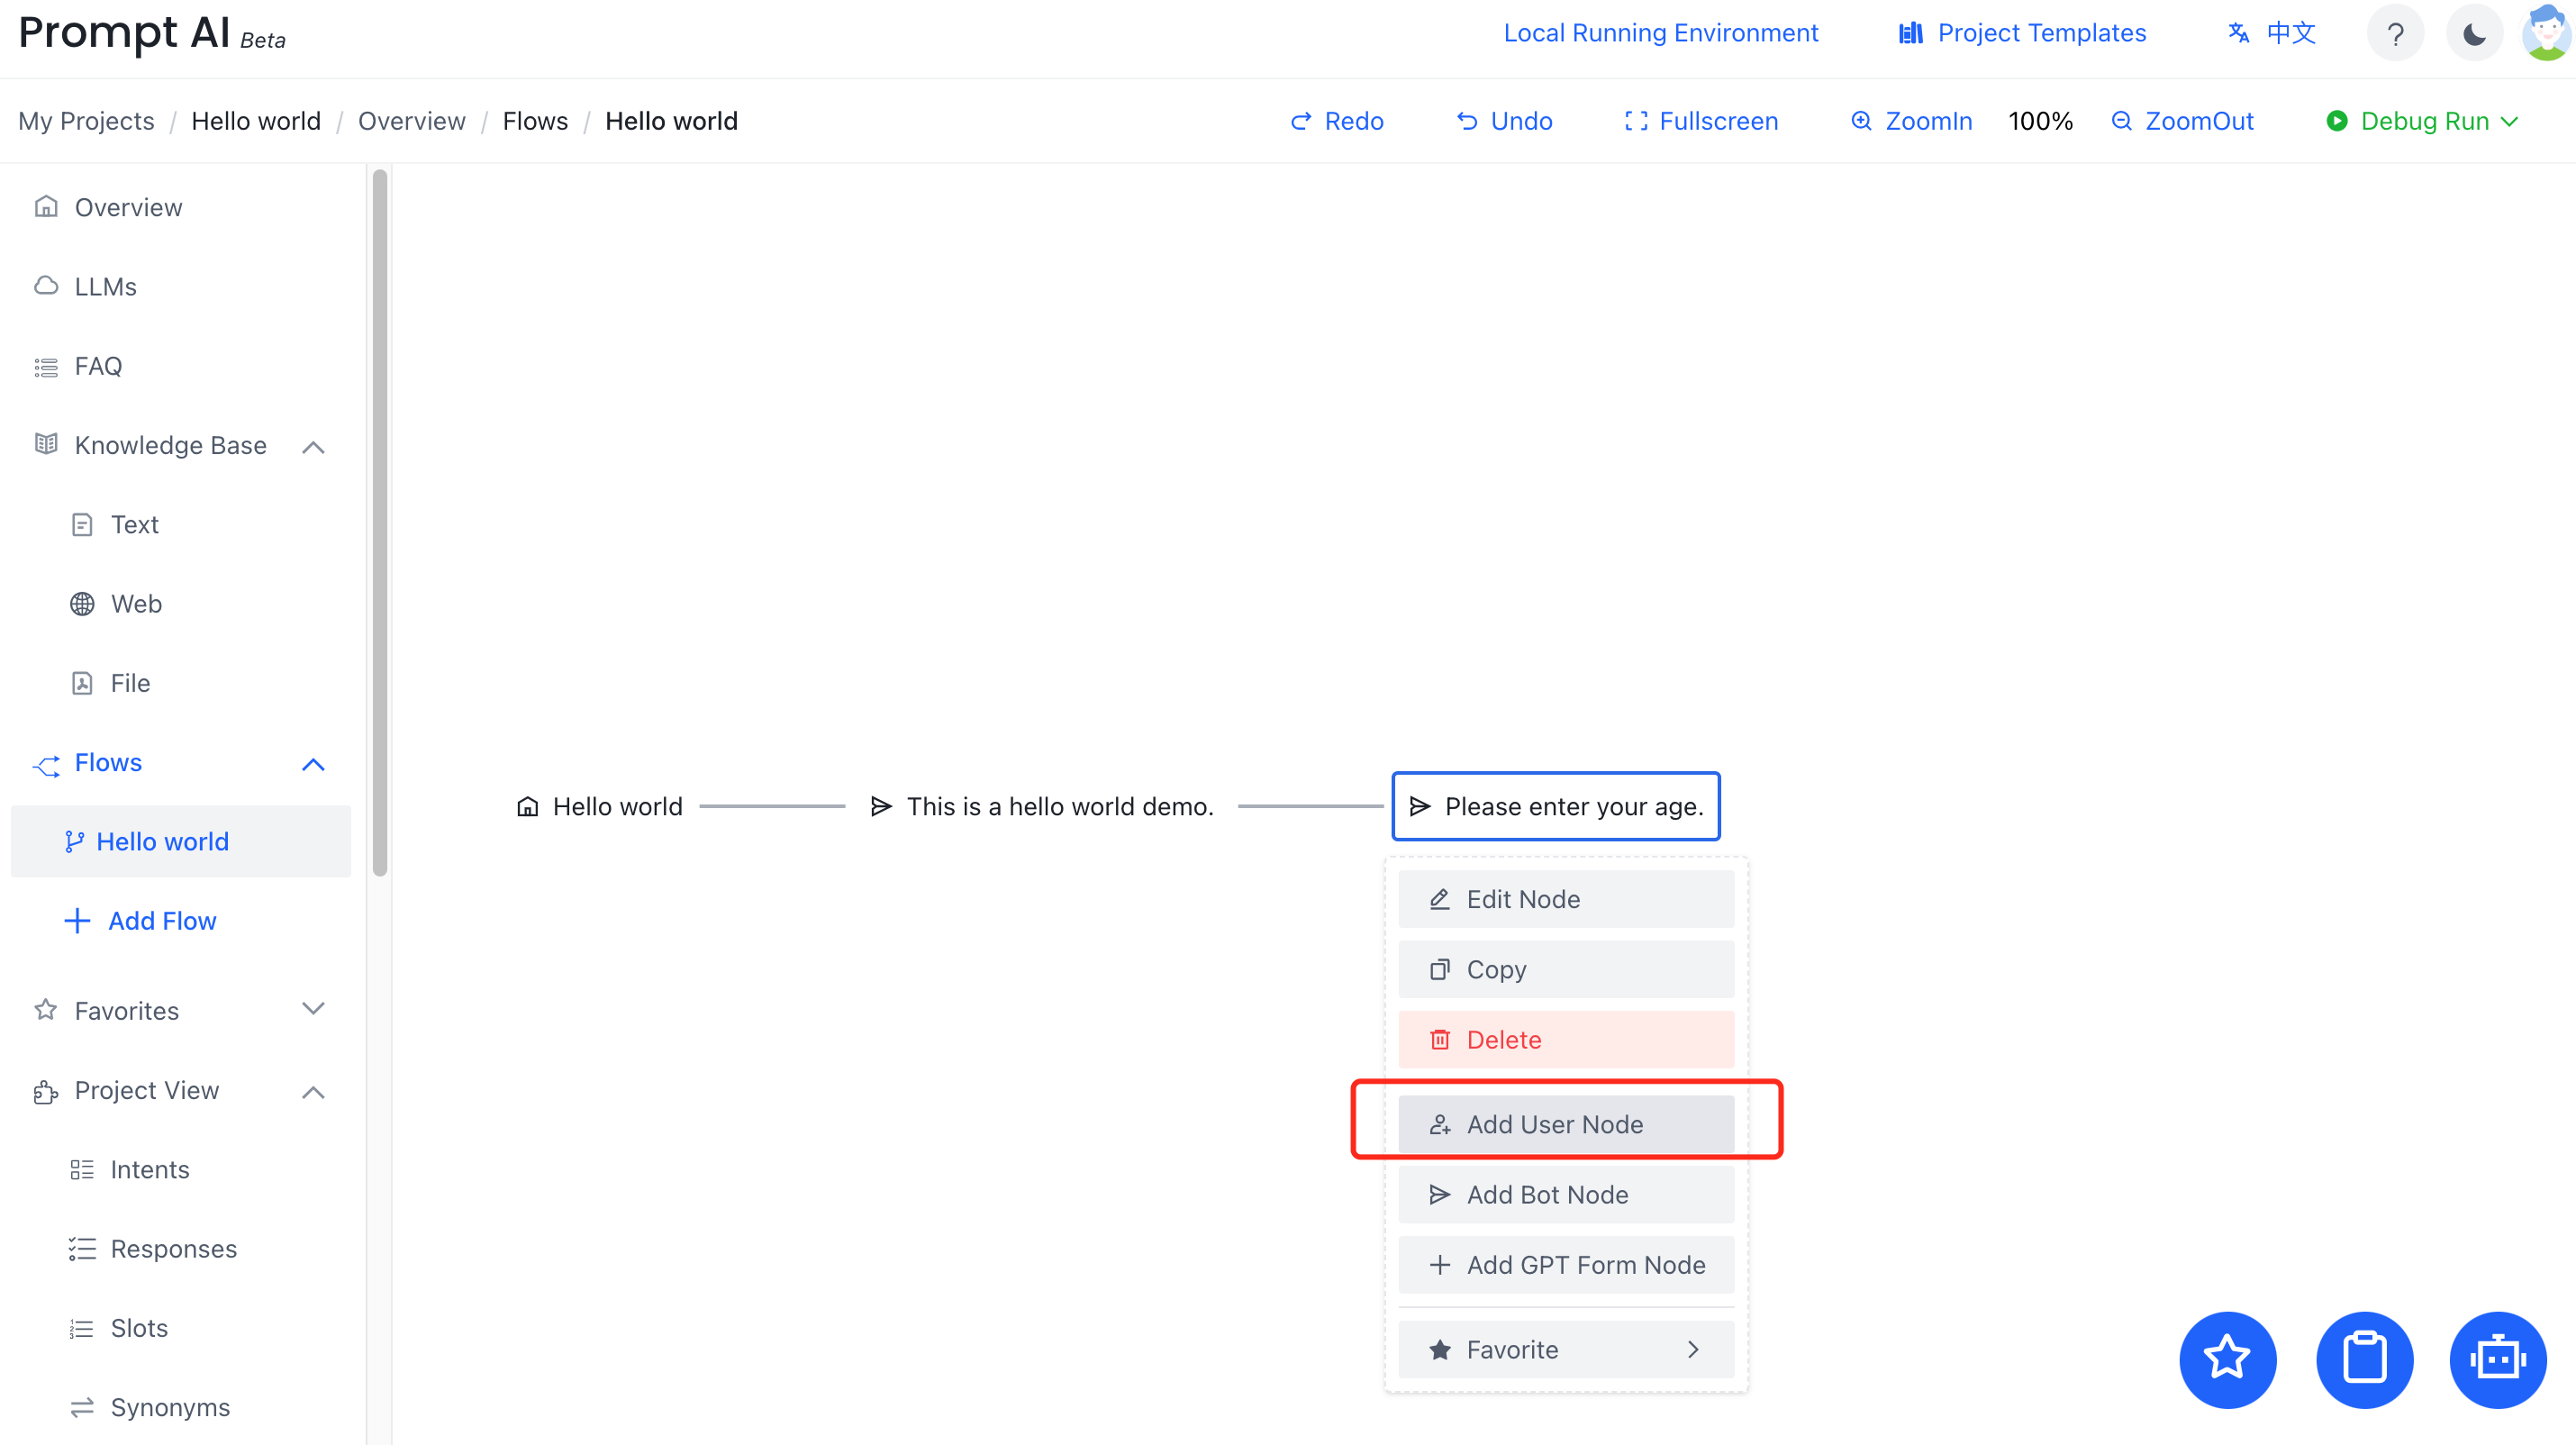 Prompt AI Beta
Local Running Environment
Project Templates
中文
?
My Projects / Hello world / Overview / Flows / Hello world
Redo
Undo
Fullscreen
ZoomIn
100%
ZoomOut
Debug Run
Overview
LLMs
FAQ
Knowledge Base
Text
Web
File
Flows
Hello world
Add Flow
Favorites
Project View
Intents
Responses
Slots
Synonyms
Hello world
This is a hello world demo.
Please enter your age.
Edit Node
Copy
Delete
Add User Node
Add Bot Node
Add GPT Form Node
Favorite